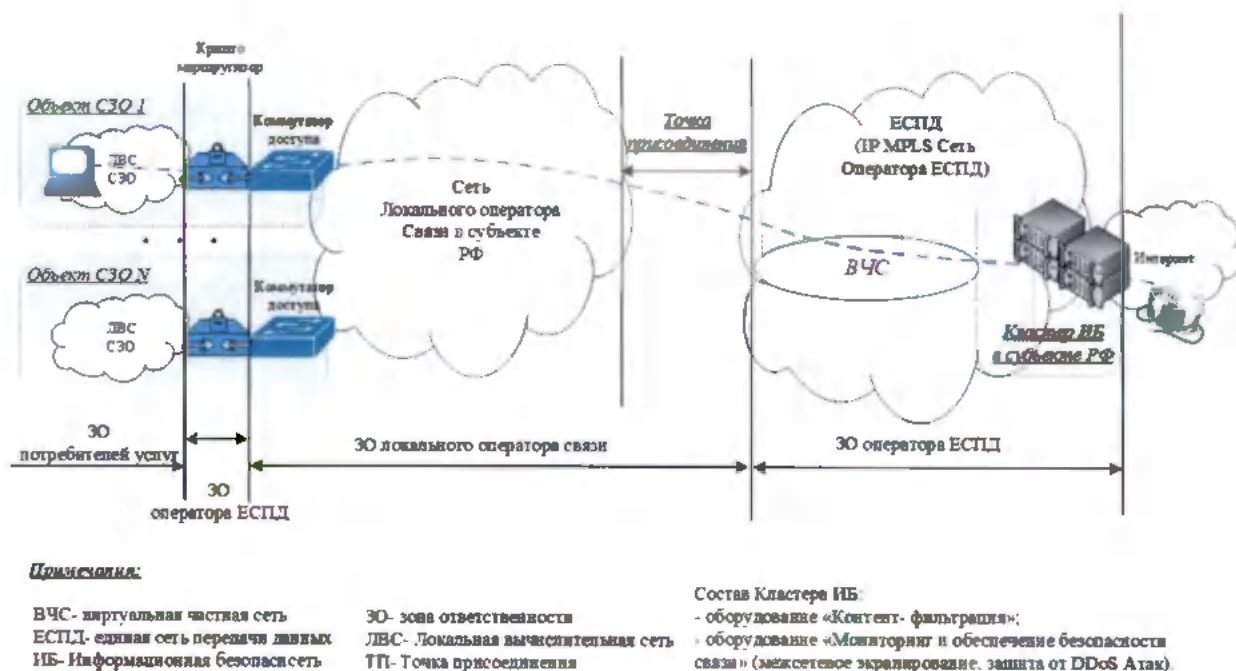 Крипто-
маршрутизатор
Объект СЗО 1
ЛВС
СЗО
Коммутатор
доступа
Сеть
Локального оператора
Связи в субъекте
РФ
Точка
присоединения
ЕСПД
(IP MPLS Сеть
Оператора ЕСПД)
ВЧС
Интернет
Кластер ИБ
в субъекте РФ
. . .
Объект СЗО N
ЛВС
СЗО
Коммутатор
доступа
ЗО
потребителей услуг
ЗО
оператора ЕСПД
ЗО локального оператора связи
ЗО оператора ЕСПД
Примечания:
ВЧС- виртуальная частная сеть
ЕСПД- единая сеть передачи данных
ИБ- Информационная безопасность
ЗО- зона ответственности
ЛВС- Локальная вычислительная сеть
ТП- Точка присоединения
Состав Кластера ИБ:
- оборудование «Контент- фильтрация»;
- оборудование «Мониторинг и обеспечение безопасности
связи» (межсетевое экранирование, защита от DDoS Атак)